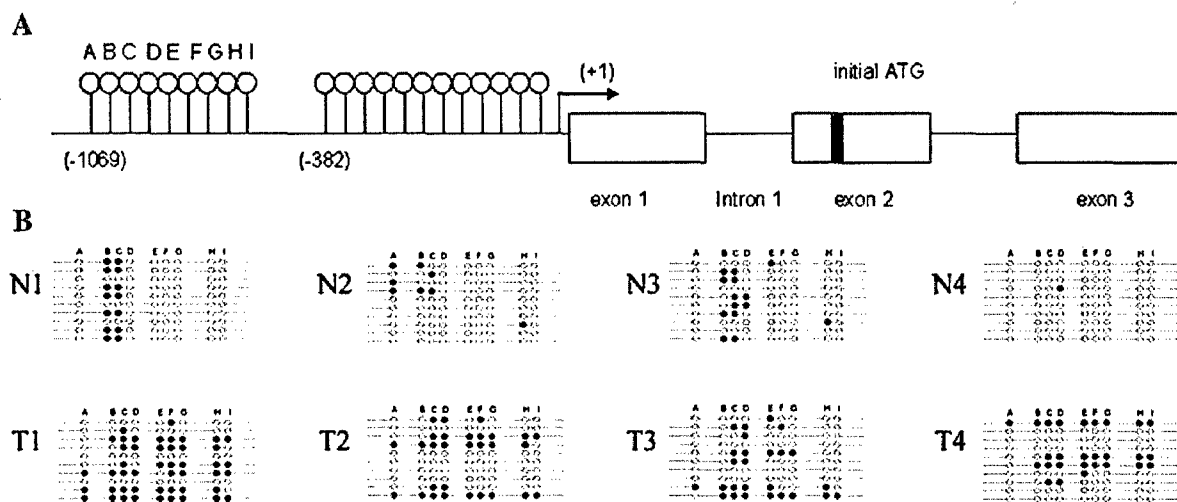 A
A B C D E F G H I
(+1)
initial ATG
(-1069)
(-382)
exon 1
Intron 1
exon 2
exon 3
B
N1
A B C D E F G H I
N2
A B C D E F G H I
N3
A B C D E F G H I
N4
A B C D E F G H I
T1
A B C D E F G H I
T2
A B C D E F G H I
T3
A B C D E F G H I
T4
A B C D E F G H I